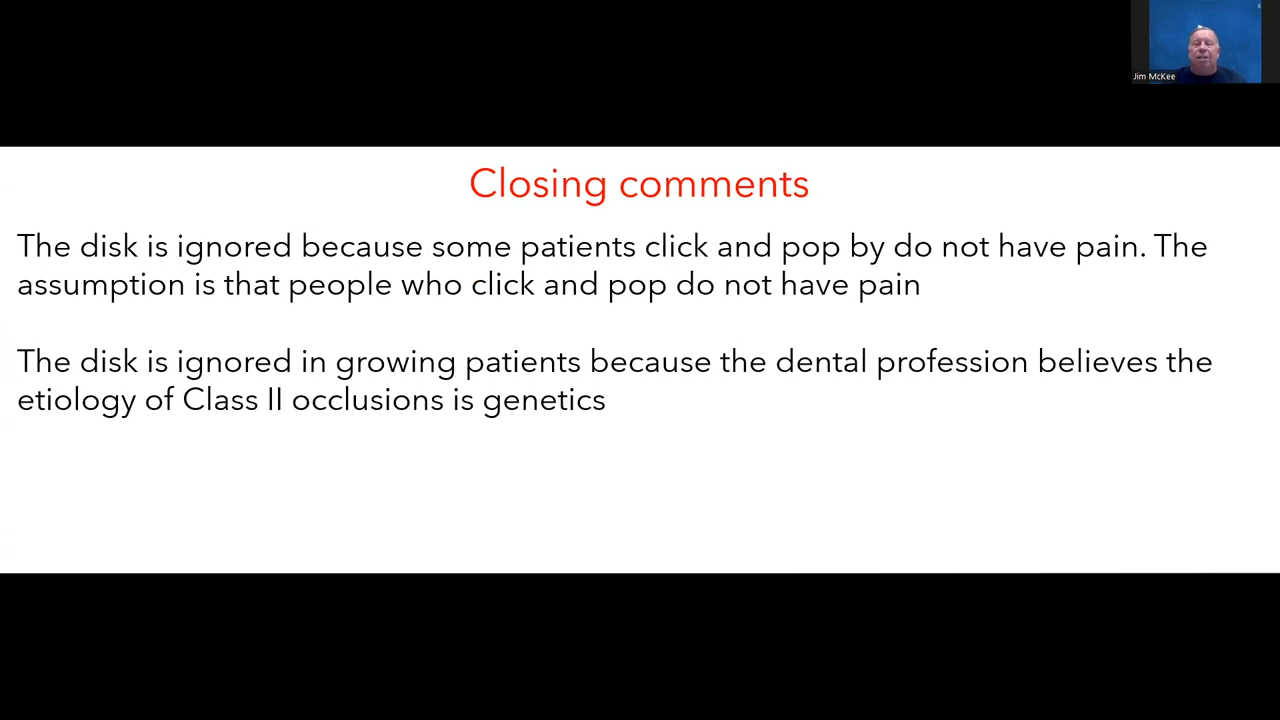 Jim McKee
Closing comments
The disk is ignored because some patients click and pop by do not have pain. The
assumption is that people who click and pop do not have pain
The disk is ignored in growing patients because the dental profession believes the
etiology of Class II occlusions is genetics